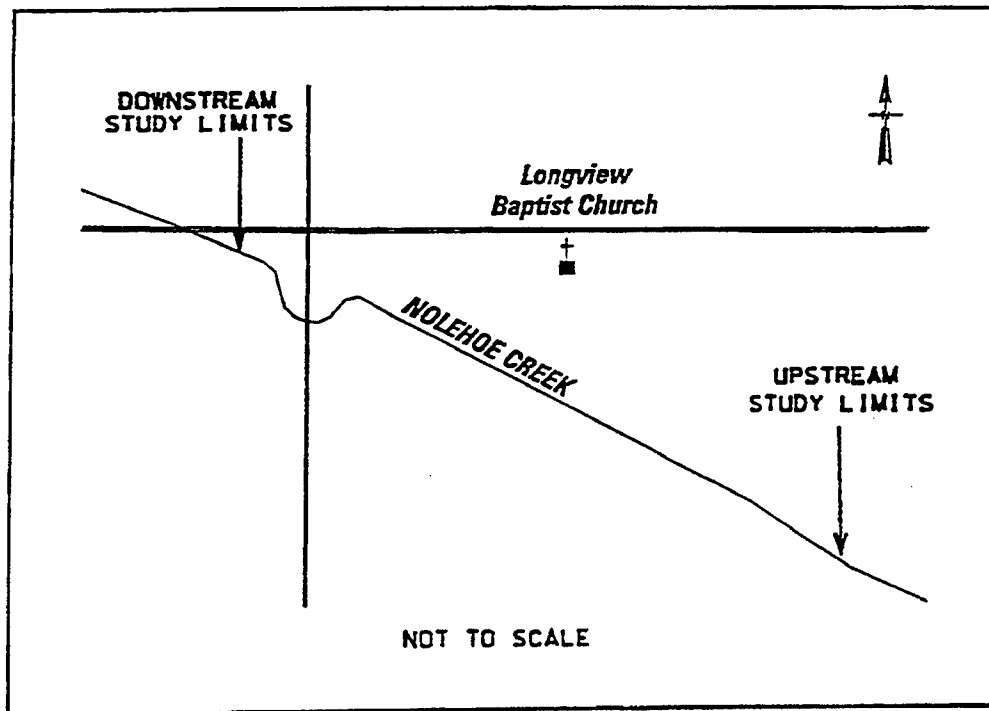 DOWNSTREAM
STUDY LIMITS
Longview
Baptist Church
NOLEHOE CREEK
UPSTREAM
STUDY LIMITS
NOT TO SCALE